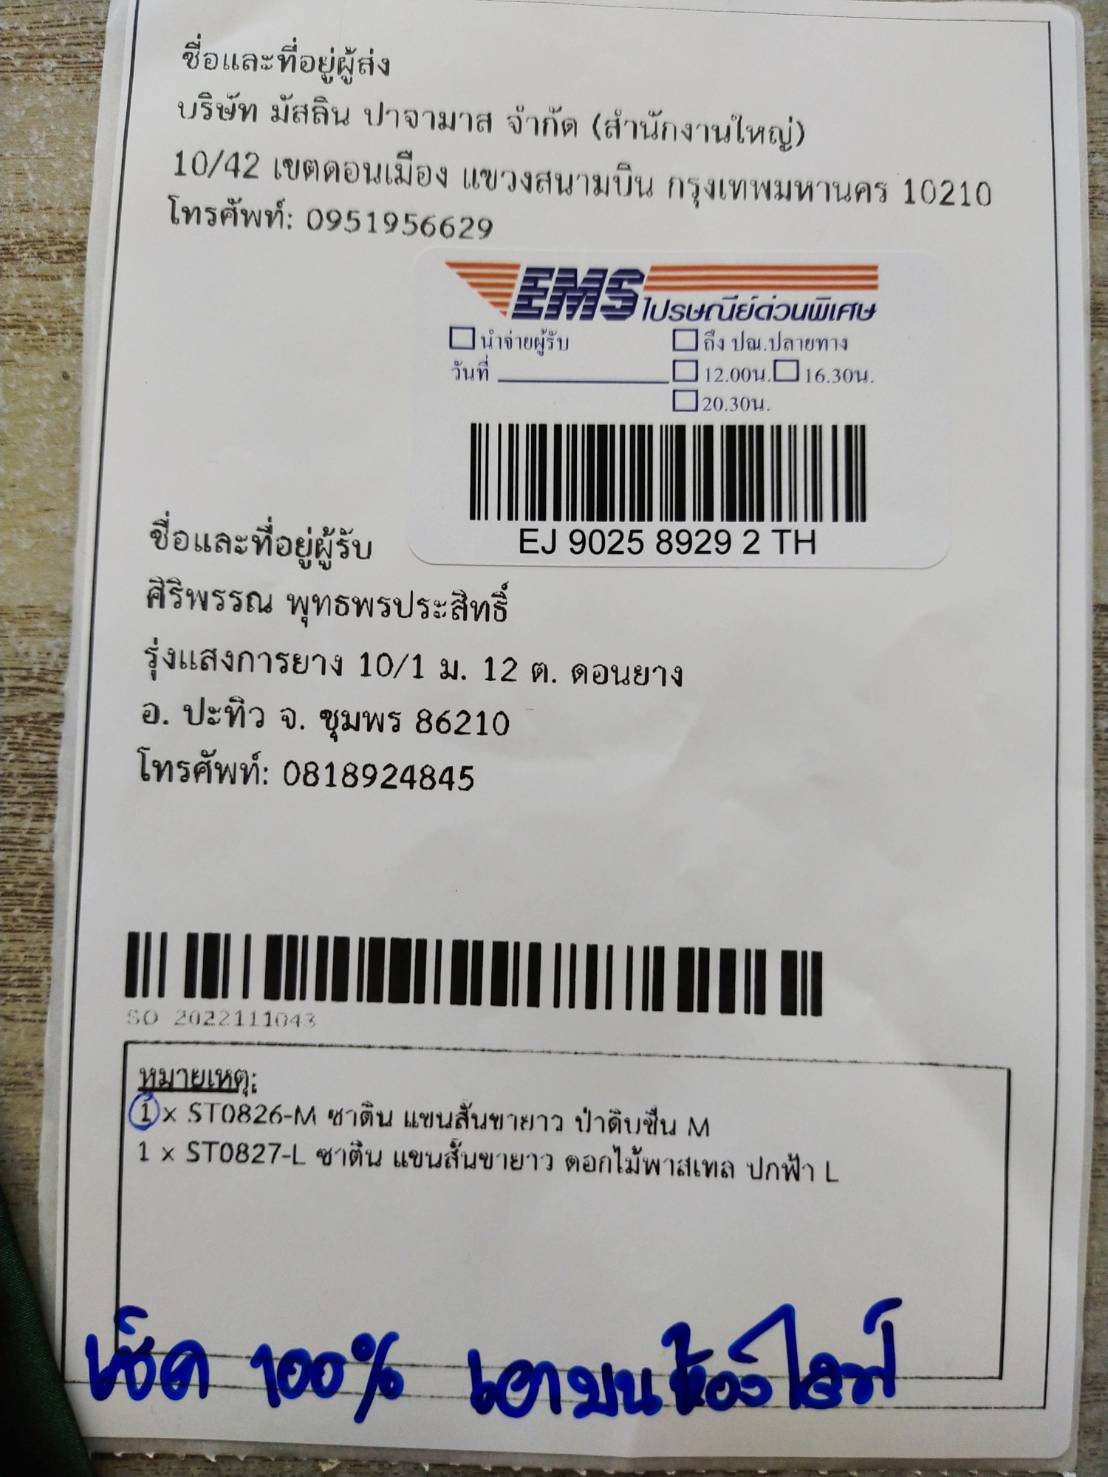 ชื่อและที่อยู่ผู้ส่ง
บริษัท มัสลิน ปาจามาส จำกัด (สำนักงานใหญ่)
10/42 เขตดอนเมือง แขวงสนามบิน กรุงเทพมหานคร 10210
โทรศัพท์: 0951956629
EMS ไปรษณีย์ด่วนพิเศษ
นำจ่ายผู้รับ ถึง ปณ.ปลายทาง
วันที่ 12.00น. 16.30น.
20.30น.
EJ 9025 8929 2 TH
ชื่อและที่อยู่ผู้รับ
ศิริพรรณ พุทธพรประสิทธิ์
รุ่งแสงการยาง 10/1 ม. 12 ต. ดอนยาง
อ. ปะทิว จ. ชุมพร 86210
โทรศัพท์: 0818924845
SO 2022111043
หมายเหตุ:
1 x ST0826-M ซาติน แขนสั้นขายาว ป่าดิบชื้น M
1 x ST0827-L ซาติน แขนสั้นขายาว ดอกไม้พาสเทล ปกฟ้า L
เช็ค 100% เอาบนห้องไลฟ์